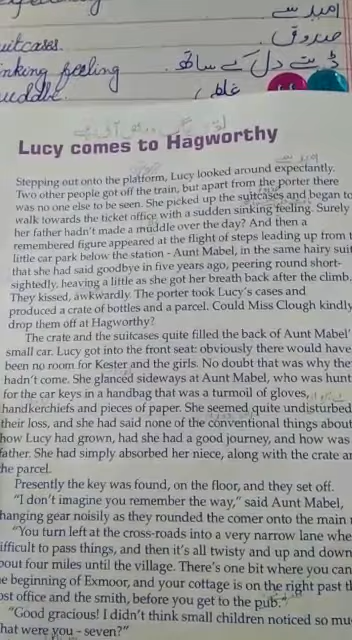 امید سے
uitcases. صندوق.
inking feeling ڈوبتے دل کے ساتھ
uddle. غلطی
Lucy comes to Hagworthy
Stepping out onto the platform, Lucy looked around expectantly.
Two other people got off the train, but apart from the porter there
was no one else to be seen. She picked up the suitcases and began to
walk towards the ticket office with a sudden sinking feeling. Surely
her father hadn't made a muddle over the day? And then a
remembered figure appeared at the flight of steps leading up from t
little car park below the station - Aunt Mabel, in the same hairy suit
that she had said goodbye in five years ago, peering round short-
sightedly, heaving a little as she got her breath back after the climb.
They kissed, awkwardly. The porter took Lucy's cases and
produced a crate of bottles and a parcel. Could Miss Clough kindly
drop them off at Hagworthy?
The crate and the suitcases quite filled the back of Aunt Mabel'
small car. Lucy got into the front seat: obviously there would have
been no room for Kester and the girls. No doubt that was why they
hadn't come. She glanced sideways at Aunt Mabel, who was hunt
for the car keys in a handbag that was a turmoil of gloves,
handkerchiefs and pieces of paper. She seemed quite undisturbed
their loss, and she had said none of the conventional things about
how Lucy had grown, had she had a good journey, and how was
father. She had simply absorbed her niece, along with the crate an
he parcel.
Presently the key was found, on the floor, and they set off.
"I don't imagine you remember the way," said Aunt Mabel,
hanging gear noisily as they rounded the comer onto the main r
"You turn left at the cross-roads into a very narrow lane whe
ifficult to pass things, and then it's all twisty and up and down
bout four miles until the village. There's one bit where you can
e beginning of Exmoor, and your cottage is on the right past th
ost office and the smith, before you get to the pub."
"Good gracious! I didn't think small children noticed so mu
hat were you - seven?"